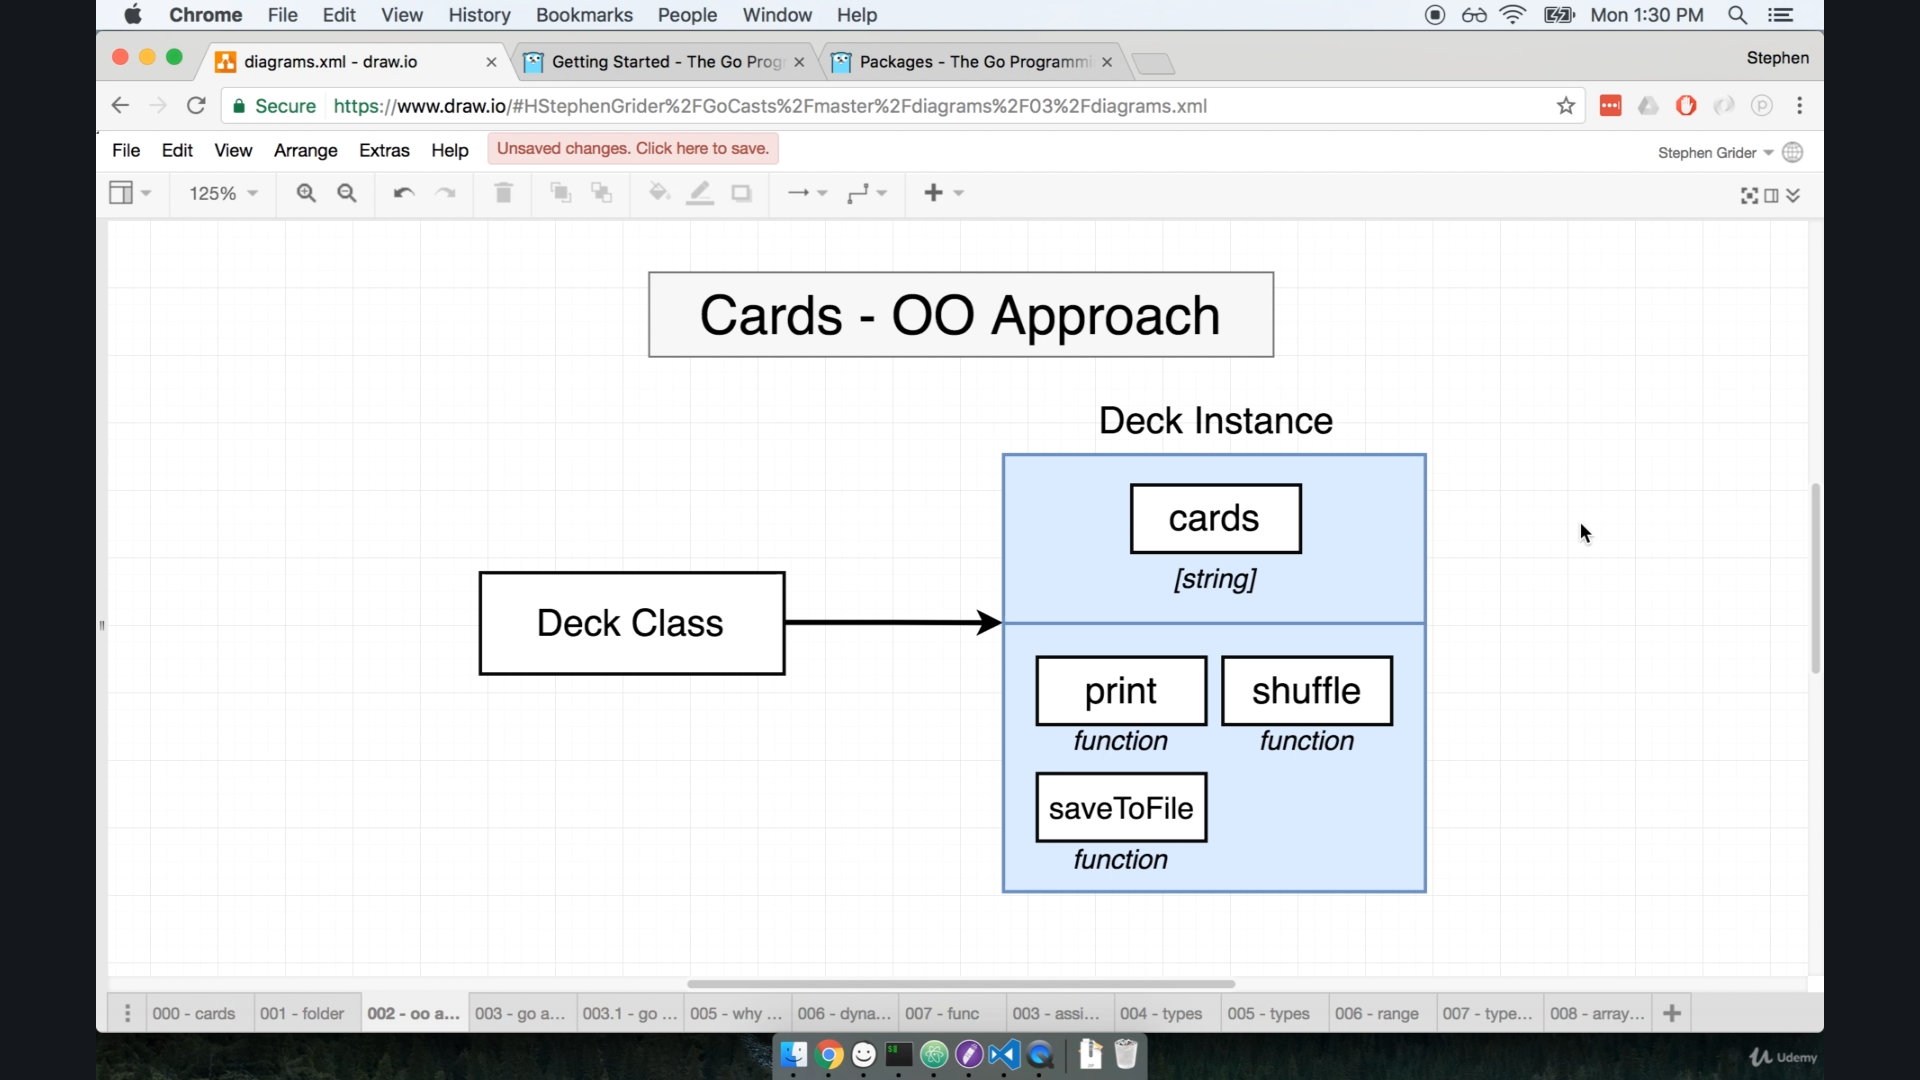 Chrome File Edit View History Bookmarks People Window Help Mon 1:30 PM
diagrams.xml - draw.io Getting Started - The Go Prog Packages - The Go Programmi Stephen
Secure https://www.draw.io/#HStephenGrider%2FGoCasts%2Fmaster%2Fdiagrams%2F03%2Fdiagrams.xml
File Edit View Arrange Extras Help Unsaved changes. Click here to save. Stephen Grider
125%
Cards - OO Approach
Deck Instance
cards
[string]
Deck Class
print shuffle
function function
saveToFile
function
000 - cards 001 - folder 002 - oo a... 003 - go a... 003.1 - go ... 005 - why ... 006 - dyna... 007 - func 003 - assi... 004 - types 005 - types 006 - range 007 - type... 008 - array...
Udemy